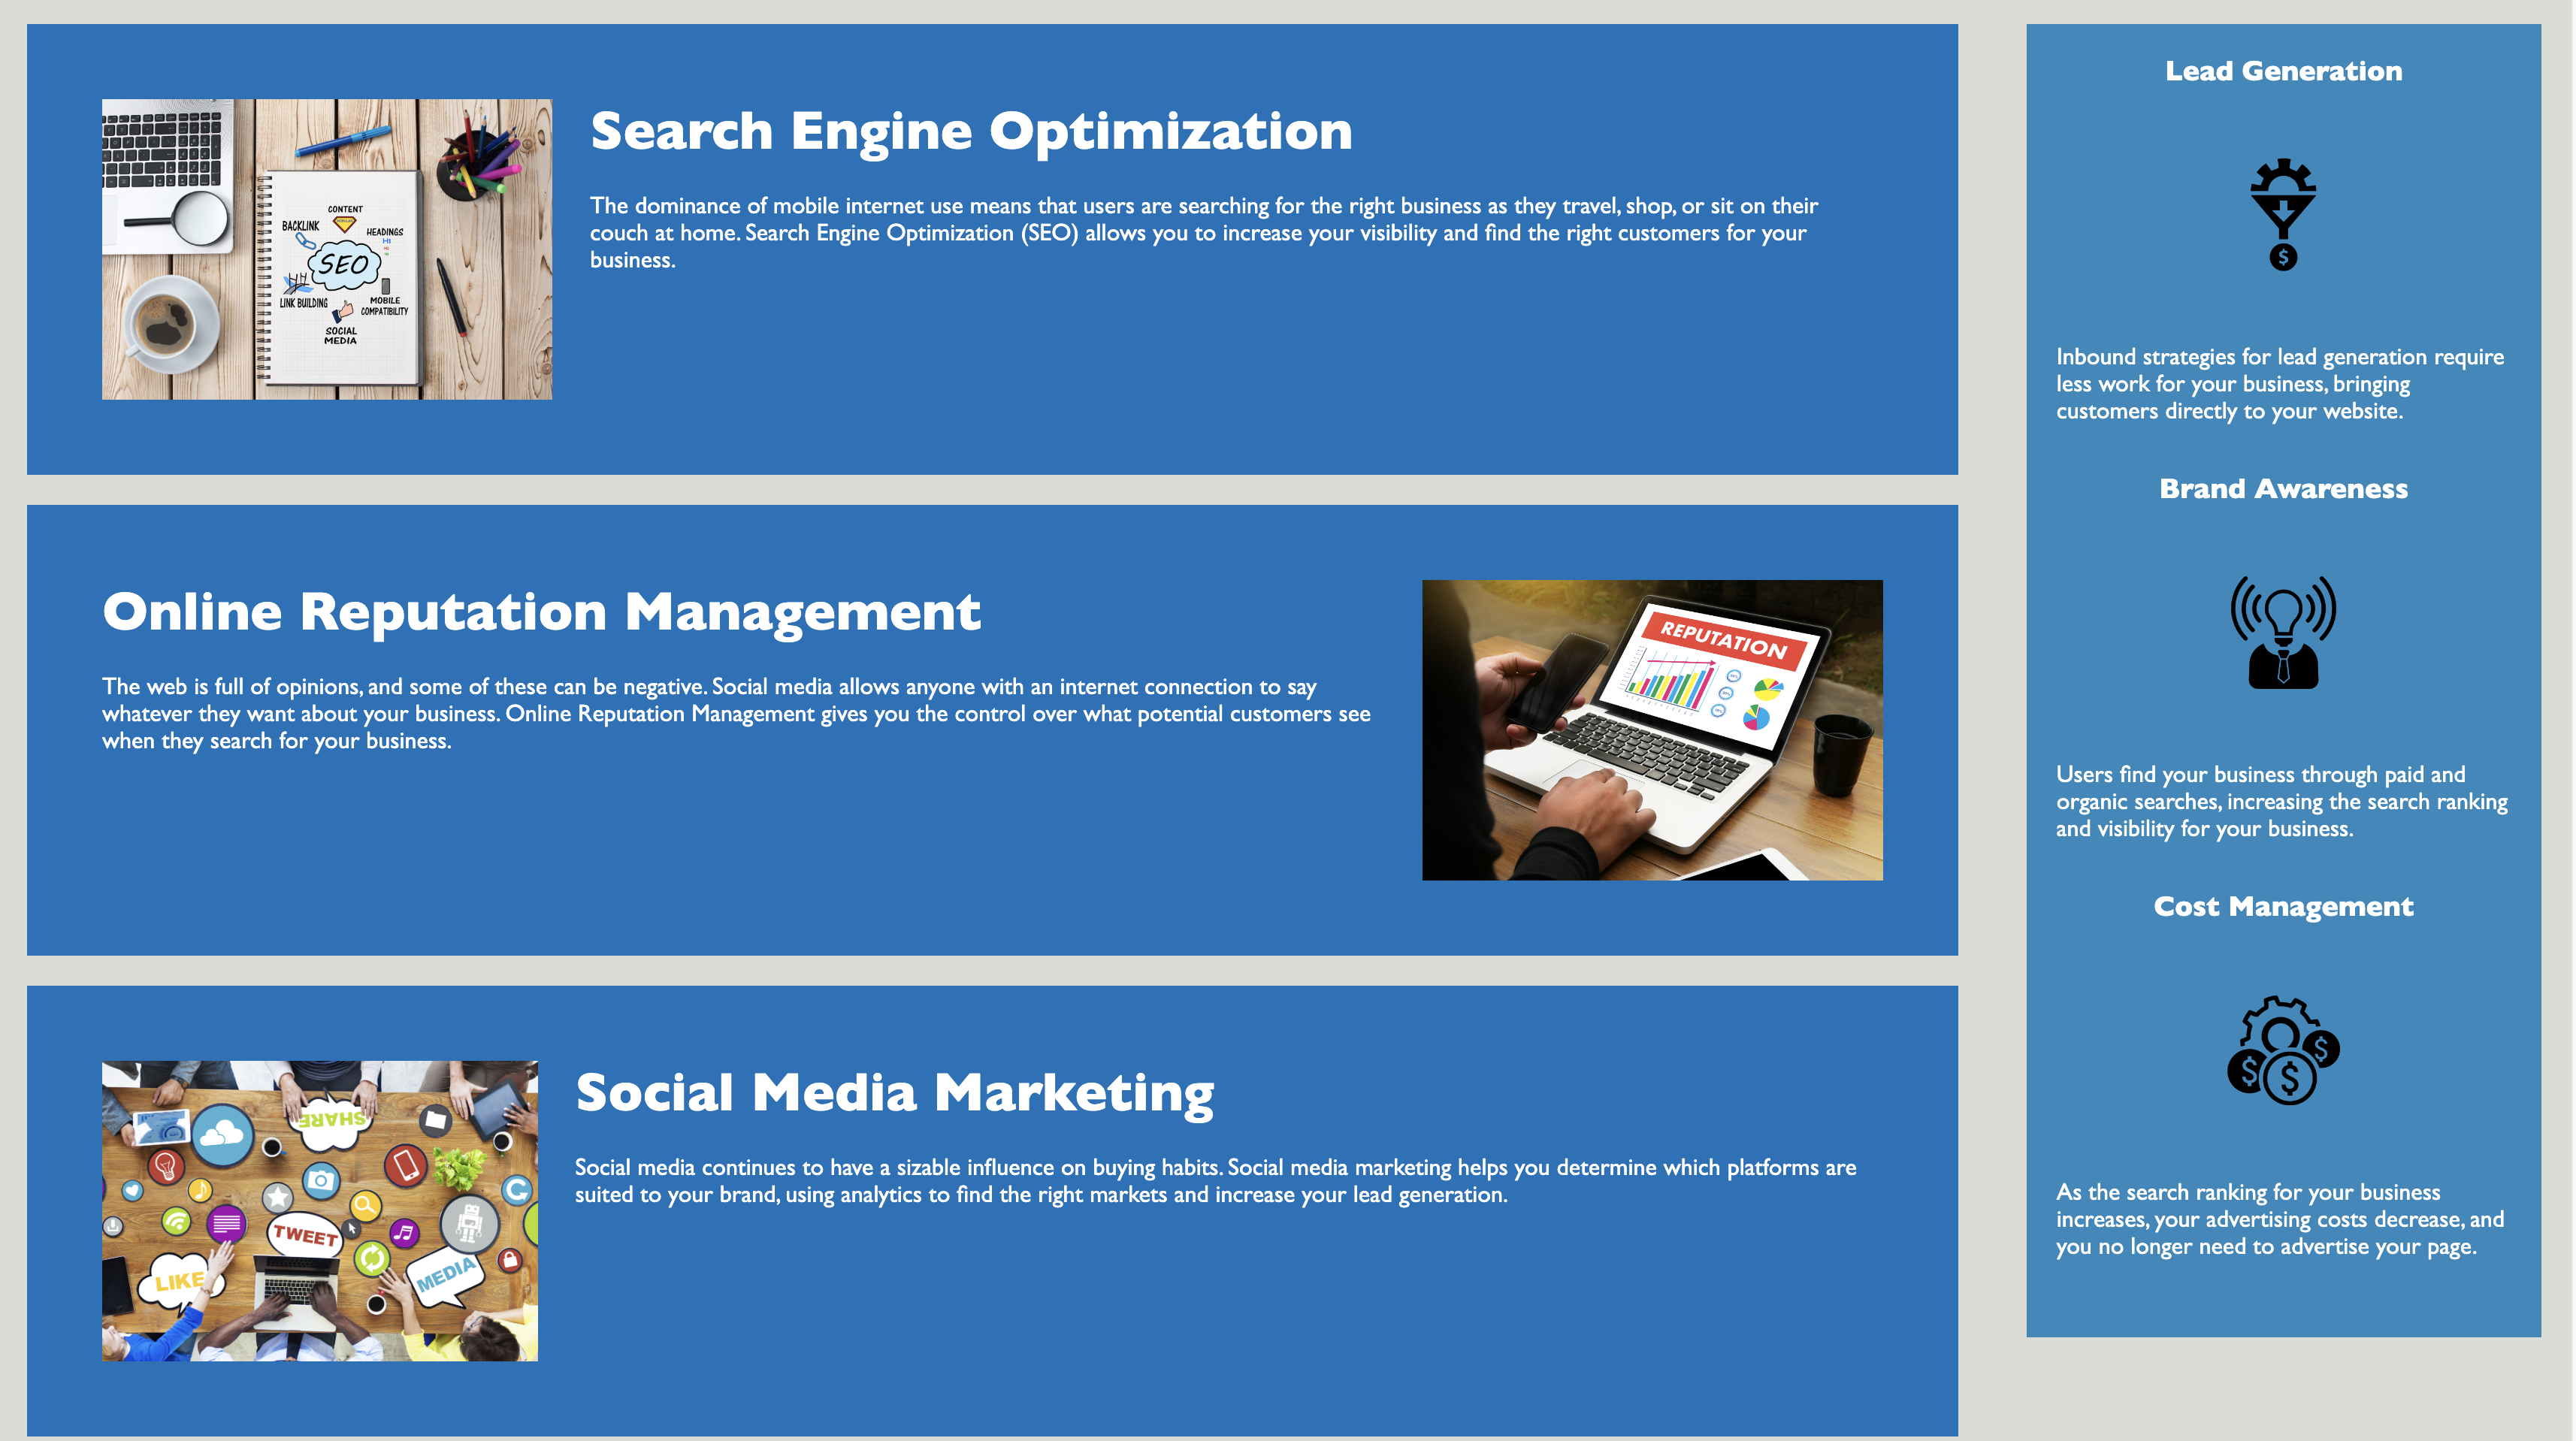 Search Engine Optimization
The dominance of mobile internet use means that users are searching for the right business as they travel, shop, or sit on their
couch at home. Search Engine Optimization (SEO) allows you to increase your visibility and find the right customers for your
business.
CONTENT
BACKLINK
HEADINGS
H1
SEO
LINK BUILDING
MOBILE
COMPATIBILITY
SOCIAL
MEDIA
Online Reputation Management
The web is full of opinions, and some of these can be negative. Social media allows anyone with an internet connection to say
whatever they want about your business. Online Reputation Management gives you the control over what potential customers see
when they search for your business.
REPUTATION
Social Media Marketing
Social media continues to have a sizable influence on buying habits. Social media marketing helps you determine which platforms are
suited to your brand, using analytics to find the right markets and increase your lead generation.
SHARE
TWEET
LIKE
MEDIA
Lead Generation
$
Inbound strategies for lead generation require
less work for your business, bringing
customers directly to your website.
Brand Awareness
Users find your business through paid and
organic searches, increasing the search ranking
and visibility for your business.
Cost Management
$ $ $
As the search ranking for your business
increases, your advertising costs decrease, and
you no longer need to advertise your page.